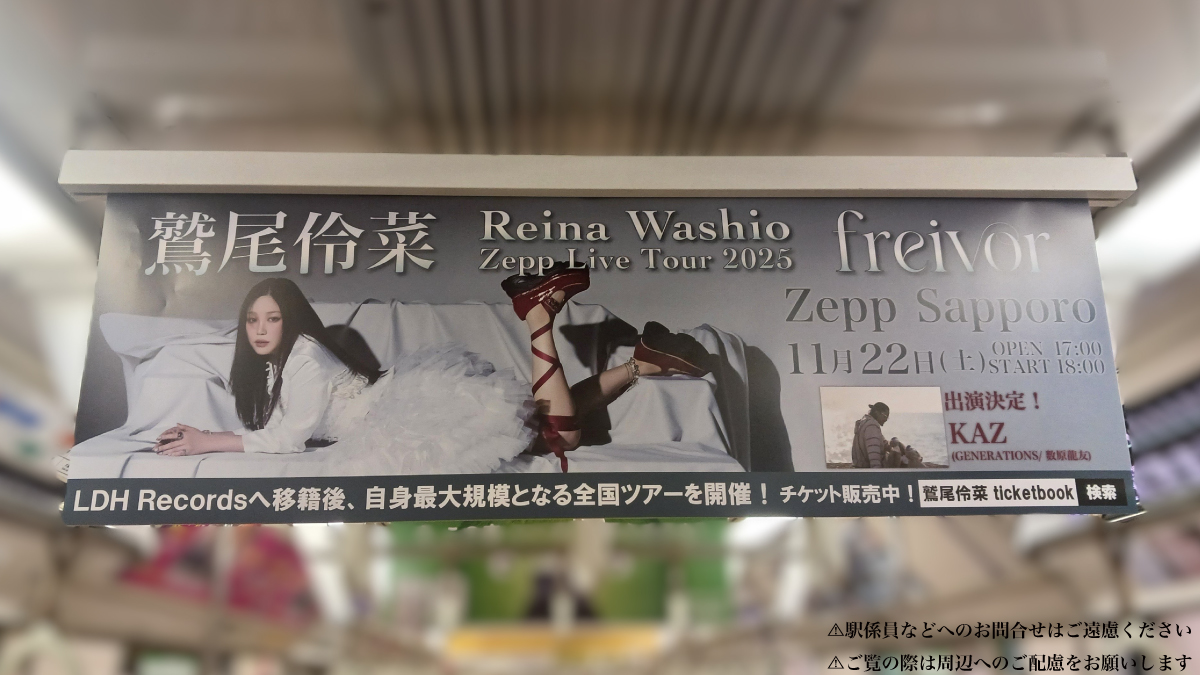 鷲尾伶菜
Reina Washio
Zepp Live Tour 2025
freivor
Zepp Sapporo
11月22日(土) OPEN 17:00
START 18:00
出演決定！
KAZ
(GENERATIONS/ 数原龍友)
LDH Recordsへ移籍後、自身最大規模となる全国ツアーを開催！ チケット販売中！ 鷲尾伶菜 ticketbook 検索
⚠駅係員などへのお問合せはご遠慮ください
⚠ご覧の際は周辺へのご配慮をお願いします